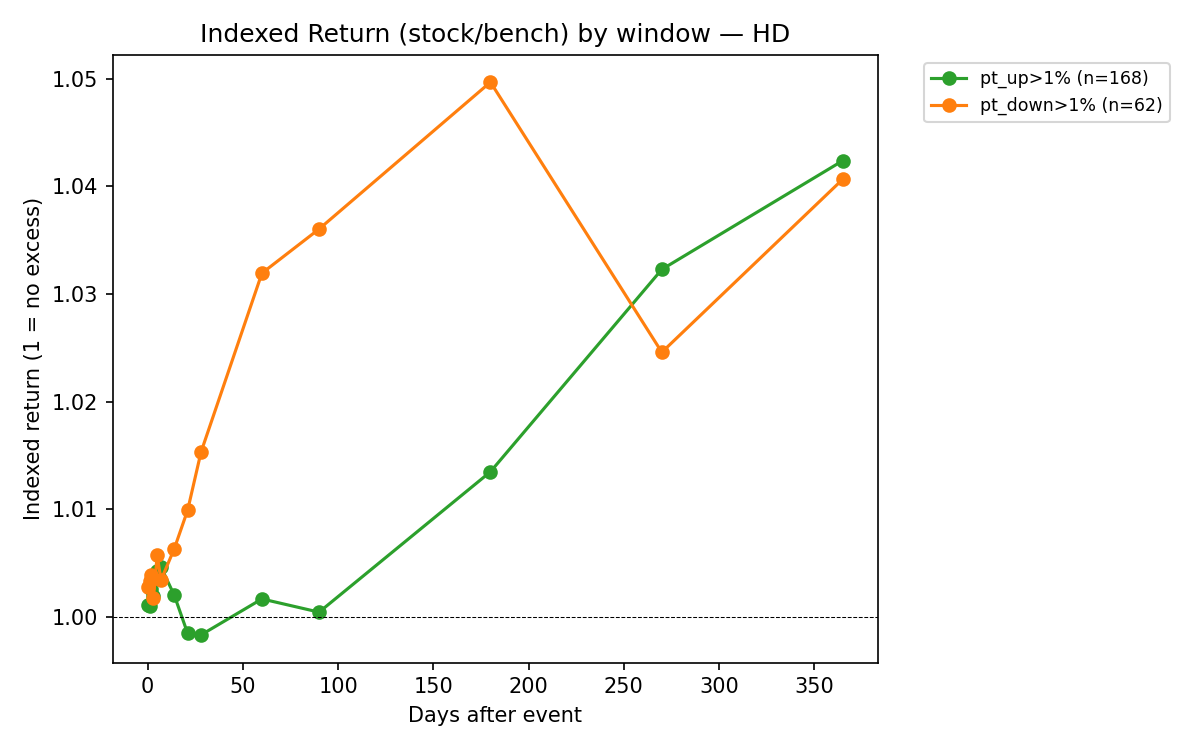 Indexed Return (stock/bench) by window — HD
pt_up>1% (n=168)
pt_down>1% (n=62)
Indexed return (1 = no excess)
1.05
1.04
1.03
1.02
1.01
1.00
0
50
100
150
200
250
300
350
Days after event